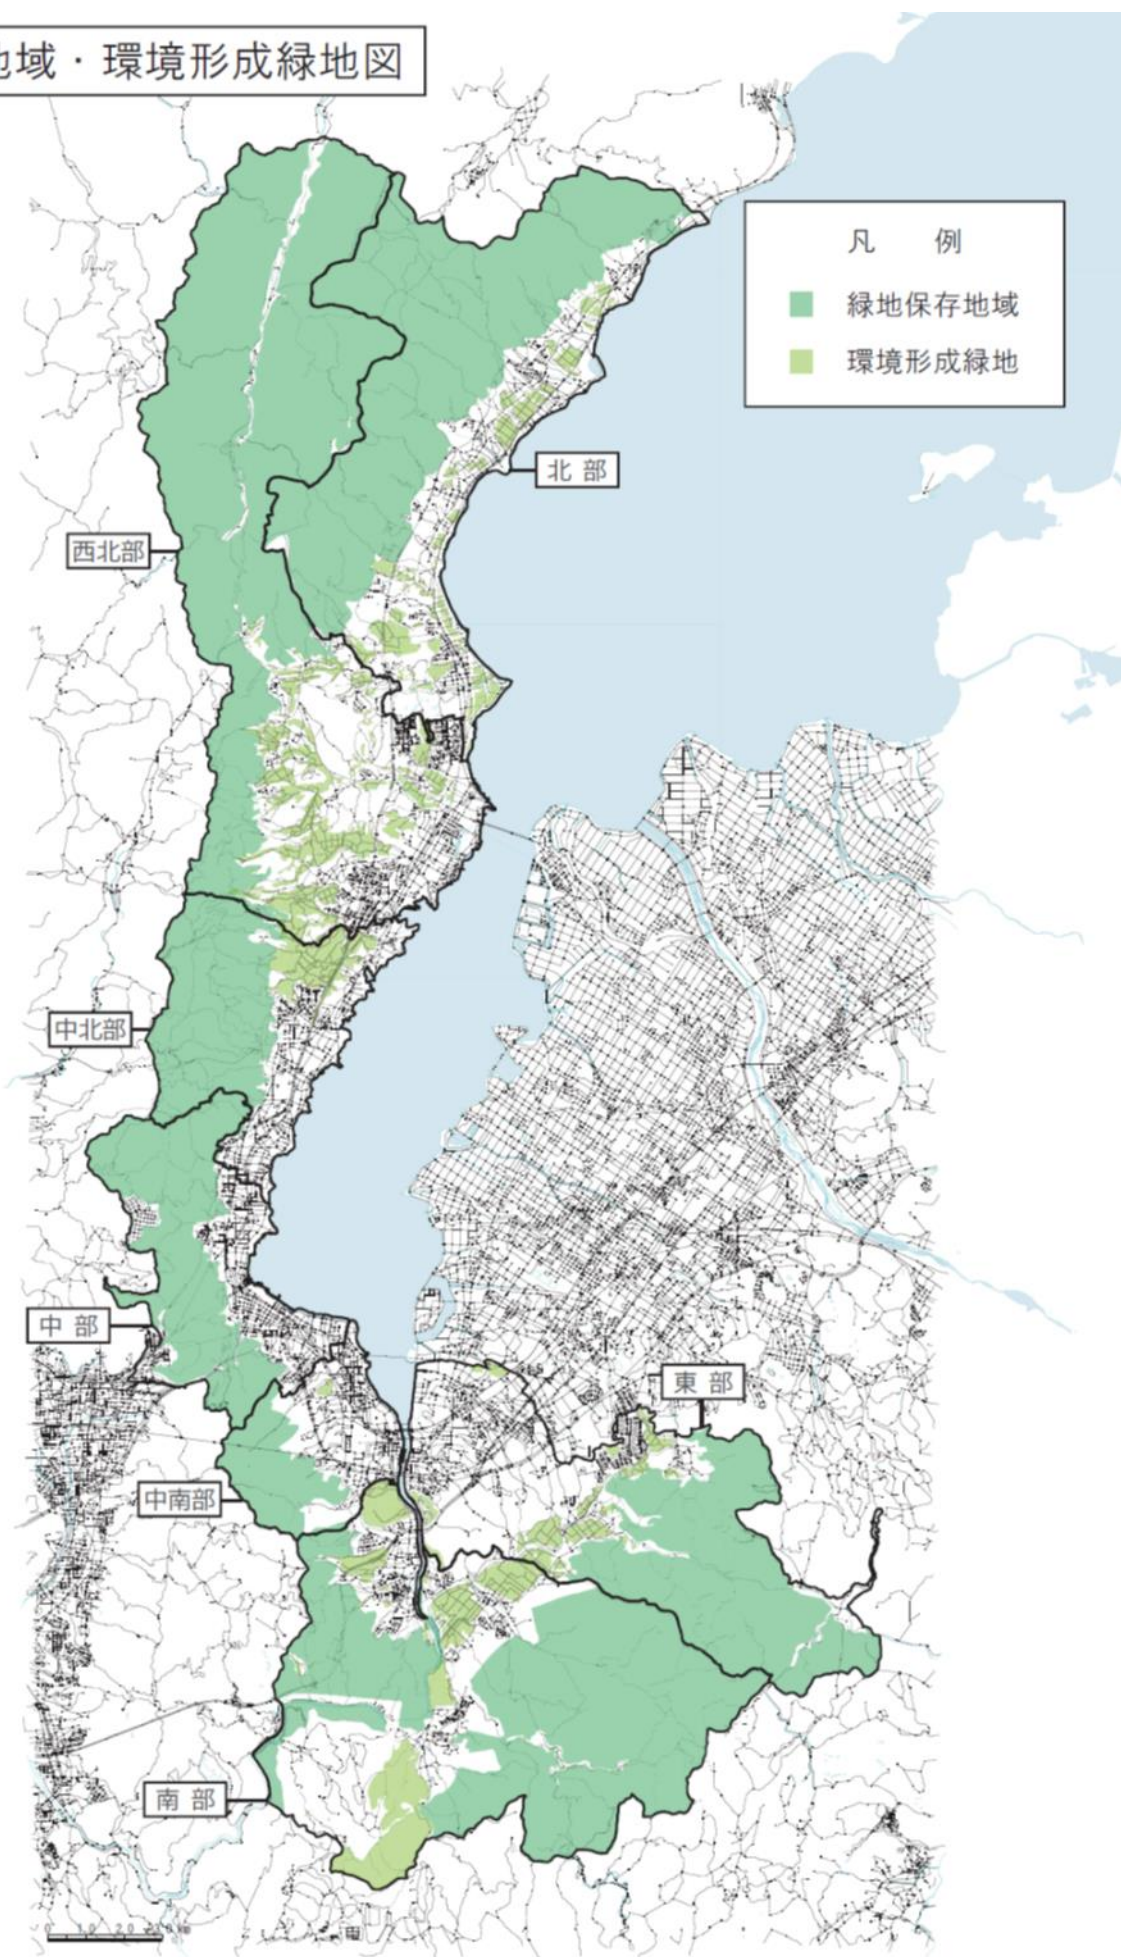 地域・環境形成緑地図
凡 例
緑地保存地域
環境形成緑地
北 部
西北部
中北部
中 部
東 部
中南部
南 部